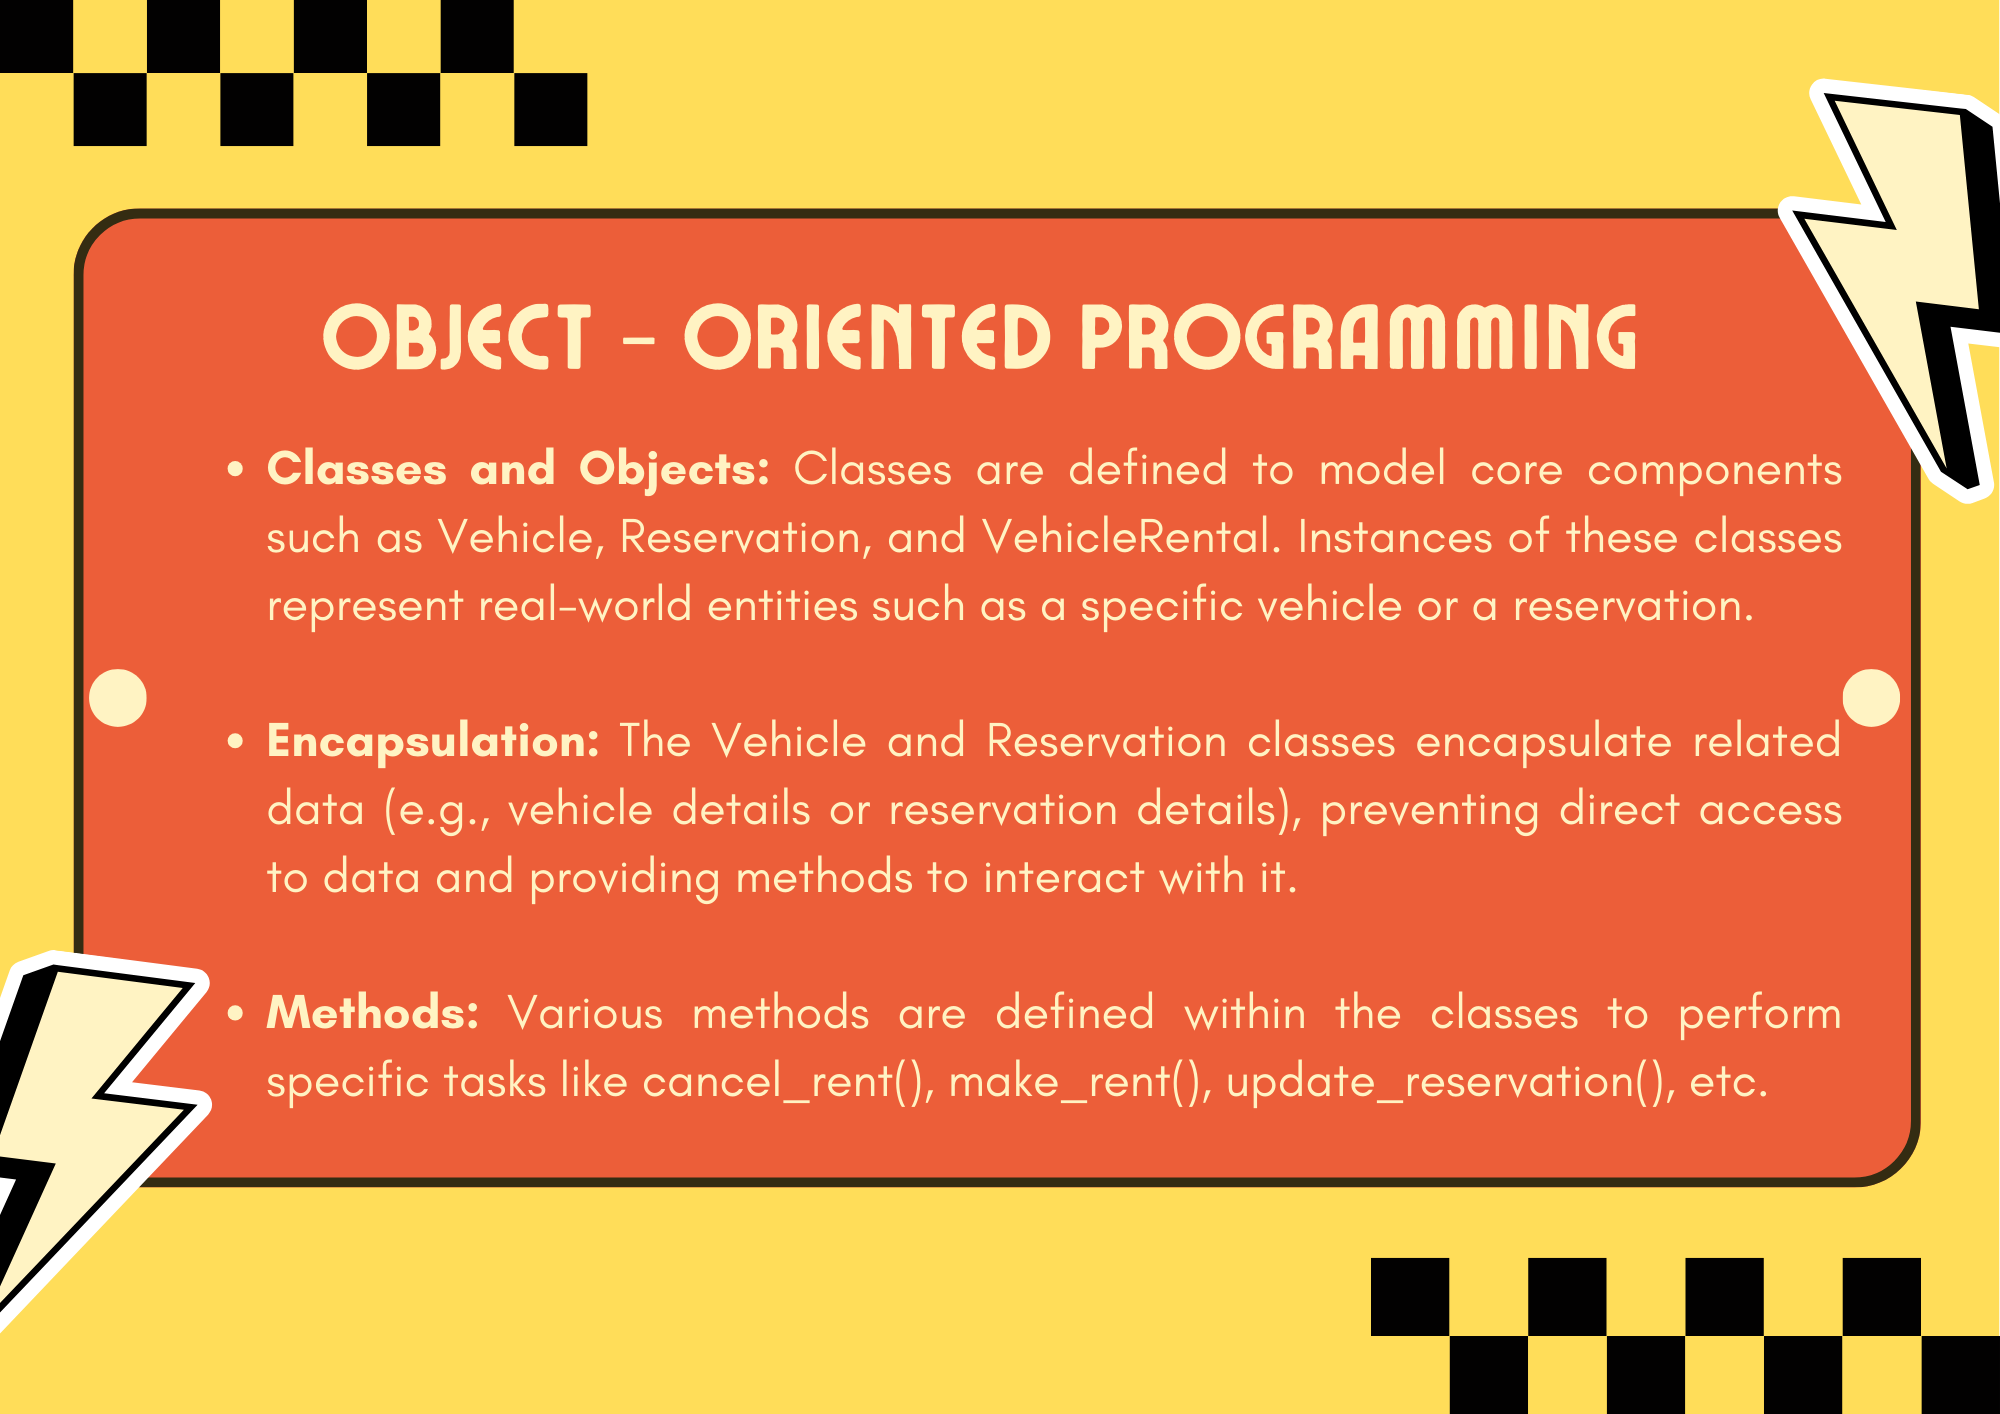 OBJECT - ORIENTED PROGRAMMING
• Classes and Objects: Classes are defined to model core components
such as Vehicle, Reservation, and VehicleRental. Instances of these classes
represent real-world entities such as a specific vehicle or a reservation.
• Encapsulation: The Vehicle and Reservation classes encapsulate related
data (e.g., vehicle details or reservation details), preventing direct access
to data and providing methods to interact with it.
• Methods: Various methods are defined within the classes to perform
specific tasks like cancel_rent(), make_rent(), update_reservation(), etc.